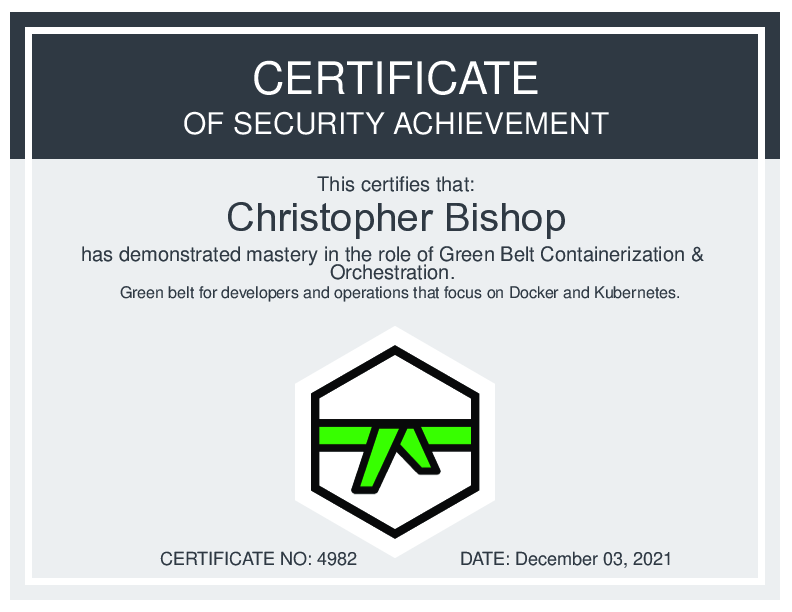 CERTIFICATE
OF SECURITY ACHIEVEMENT
This certifies that:
Christopher Bishop
has demonstrated mastery in the role of Green Belt Containerization &
Orchestration.
Green belt for developers and operations that focus on Docker and Kubernetes.
CERTIFICATE NO: 4982
DATE: December 03, 2021